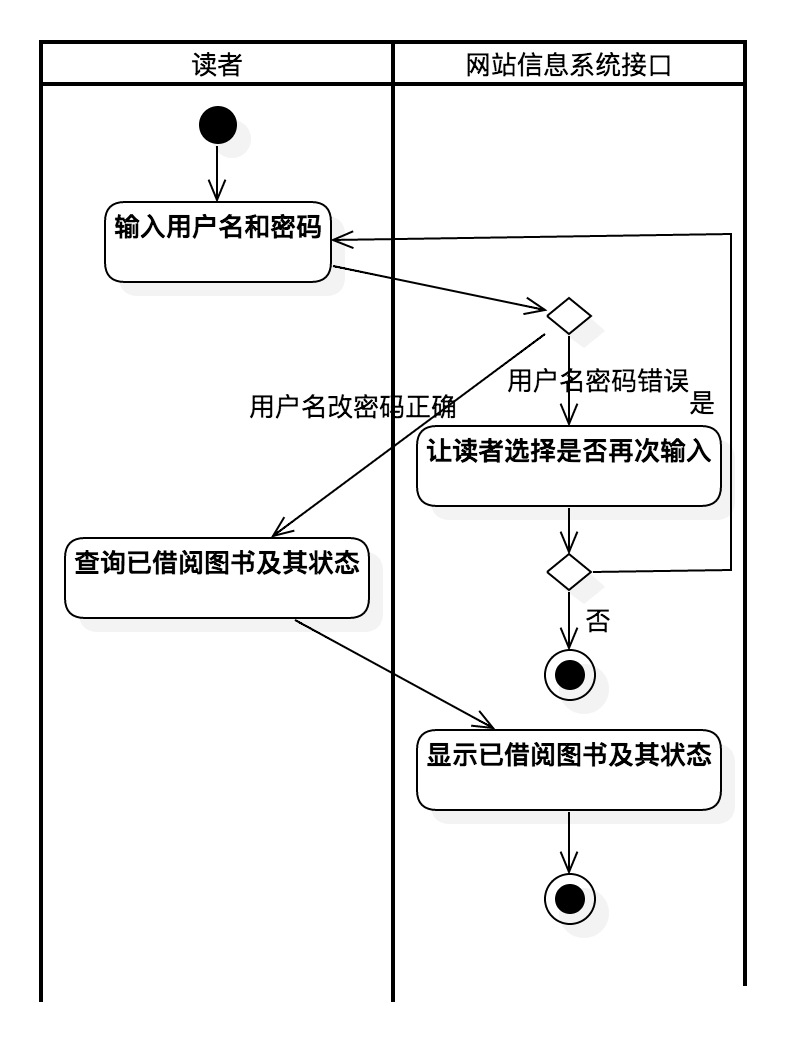 读者
网站信息系统接口
输入用户名和密码
用户名密码错误
是
用户名改密码正确
让读者选择是否再次输入
查询已借阅图书及其状态
否
显示已借阅图书及其状态